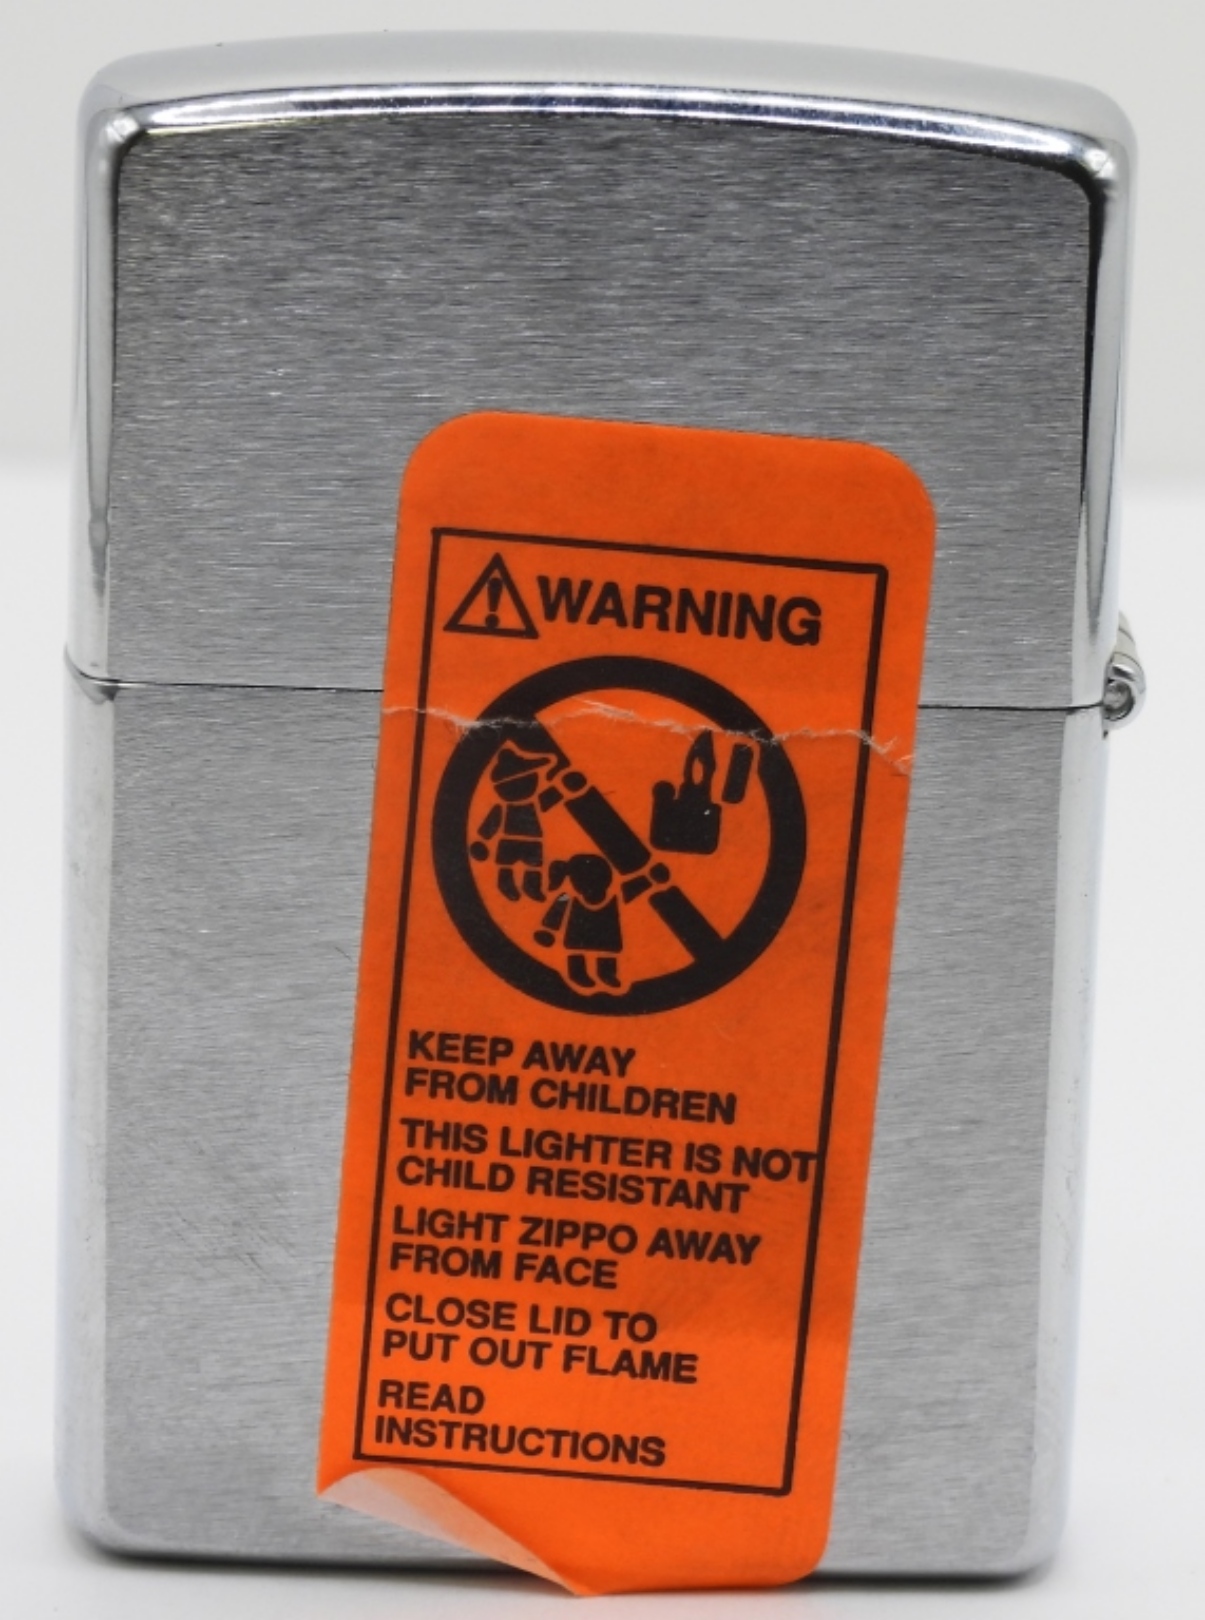 WARNING
KEEP AWAY
FROM CHILDREN
THIS LIGHTER IS NOT
CHILD RESISTANT
LIGHT ZIPPO AWAY
FROM FACE
CLOSE LID TO
PUT OUT FLAME
READ
INSTRUCTIONS